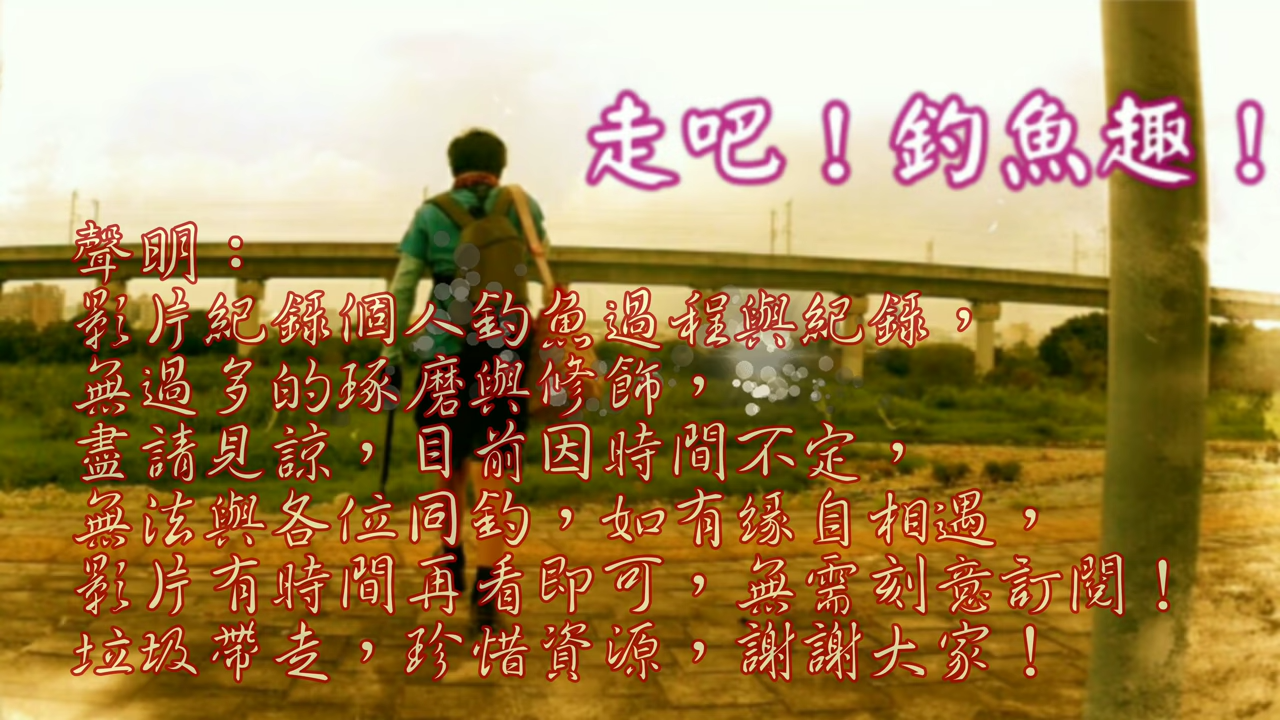 走吧！釣魚趣！
聲明：
影片紀錄個人釣魚過程與紀錄，
無過多的琢磨與修飾，
盡請見諒，目前因時間不定，
無法與各位同釣，如有緣自相遇，
影片有時間再看即可，無需刻意訂閱！
垃圾帶走，珍惜資源，謝謝大家！